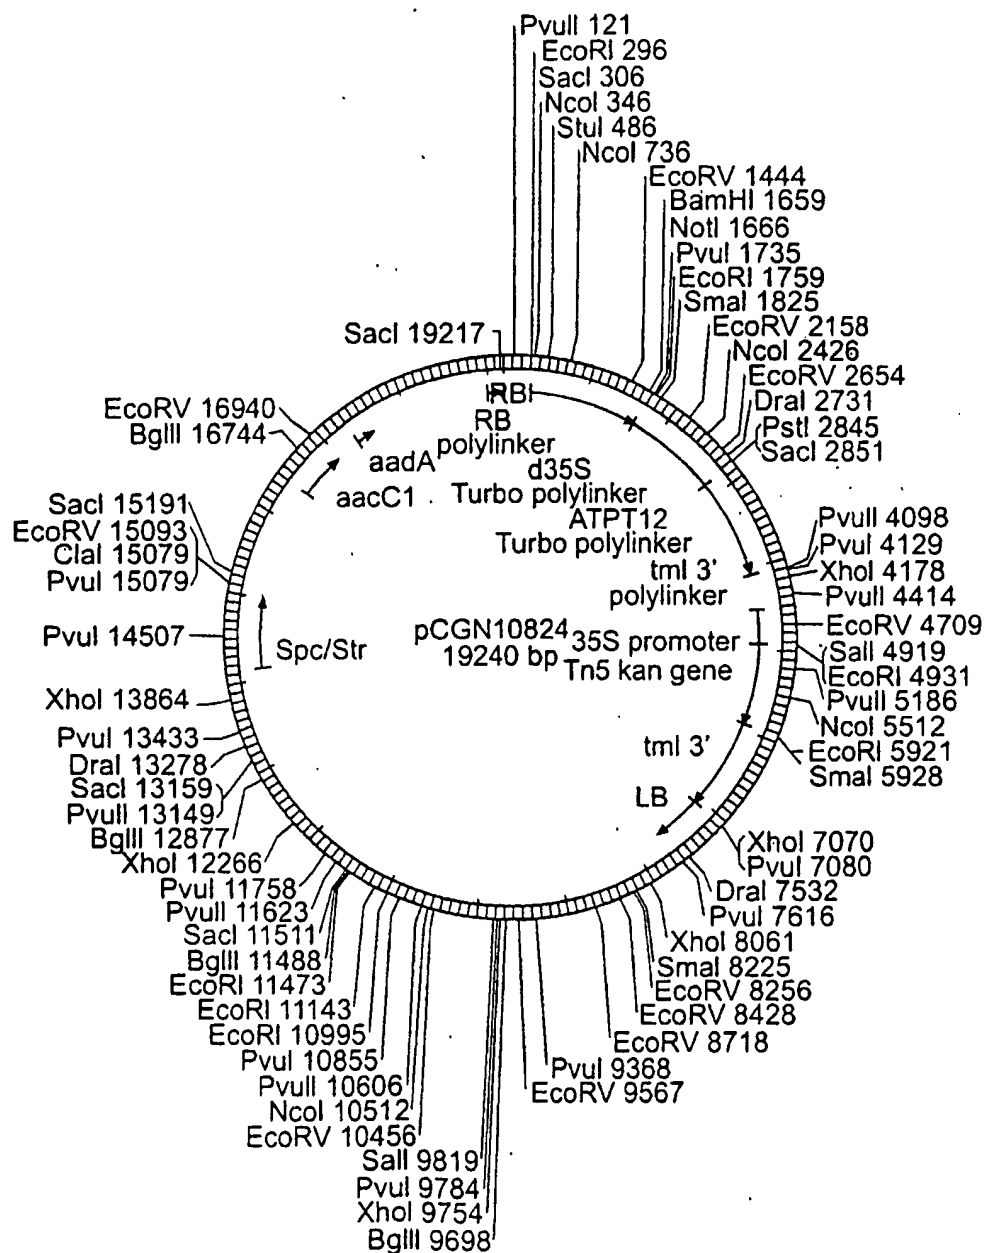 PvuII 121
EcoRI 296
SacI 306
NcoI 346
StuI 486
NcoI 736
EcoRV 1444
BamHI 1659
NotI 1666
PvuI 1735
EcoRI 1759
SmaI 1825
EcoRV 2158
NcoI 2426
EcoRV 2654
DraI 2731
PstI 2845
SacI 2851
PvuII 4098
PvuI 4129
XhoI 4178
PvuII 4414
EcoRV 4709
SalI 4919
EcoRI 4931
PvuII 5186
NcoI 5512
EcoRI 5921
SmaI 5928
XhoI 7070
PvuI 7080
DraI 7532
PvuI 7616
XhoI 8061
SmaI 8225
EcoRV 8256
EcoRV 8428
EcoRV 8718
PvuI 9368
EcoRV 9567
SacI 19217
EcoRV 16940
BglII 16744
SacI 15191
EcoRV 15093
ClaI 15079
PvuI 15079
PvuI 14507
XhoI 13864
PvuI 13433
DraI 13278
SacI 13159
PvuII 13149
BglII 12877
XhoI 12266
PvuI 11758
PvuII 11623
SacI 11511
BglII 11488
EcoRI 11473
EcoRI 11143
EcoRI 10995
PvuI 10855
PvuII 10606
NcoI 10512
EcoRV 10456
SalI 9819
PvuI 9784
XhoI 9754
BglII 9698
RB
RB
polylinker
aadA
aacC1
d35S
Turbo polylinker
ATPT12
Turbo polylinker
tml 3'
polylinker
pCGN10824
19240 bp
35S promoter
Tn5 kan gene
Spc/Str
tml 3'
LB